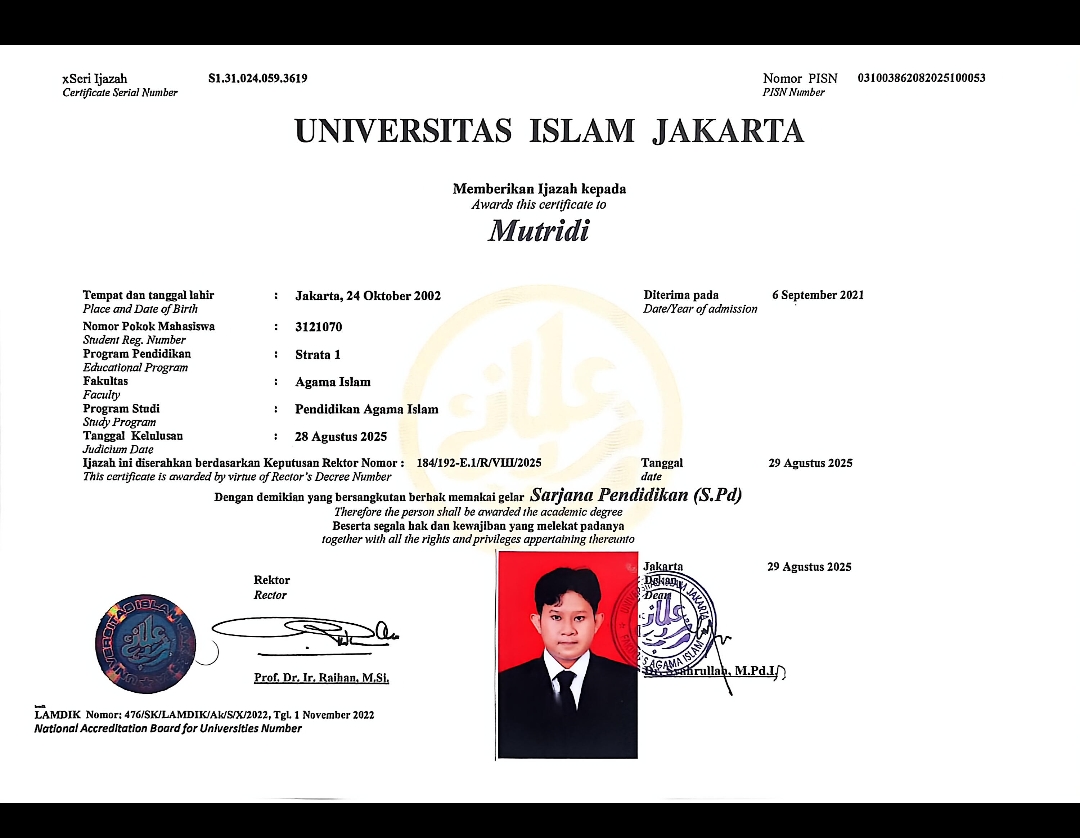 xSeri Ijazah S1.31.024.059.3619 Nomor PISN 031003862082025100053
Certificate Serial Number PISN Number
UNIVERSITAS ISLAM JAKARTA
Memberikan Ijazah kepada
Awards this certificate to
Mutridi
Tempat dan tanggal lahir : Jakarta, 24 Oktober 2002 Diterima pada 6 September 2021
Place and Date of Birth Date/Year of admission
Nomor Pokok Mahasiswa : 3121070
Student Reg. Number
Program Pendidikan : Strata 1
Educational Program
Fakultas : Agama Islam
Faculty
Program Studi : Pendidikan Agama Islam
Study Program
Tanggal Kelulusan : 28 Agustus 2025
Judicium Date
Ijazah ini diserahkan berdasarkan Keputusan Rektor Nomor : 184/192-E.1/R/VIII/2025 Tanggal 29 Agustus 2025
This certificate is awarded by virtue of Rector's Decree Number date
Dengan demikian yang bersangkutan berhak memakai gelar Sarjana Pendidikan (S.Pd)
Therefore the person shall be awarded the academic degree
Beserta segala hak dan kewajiban yang melekat padanya
together with all the rights and privileges appertaining thereunto
Jakarta 29 Agustus 2025
Rektor Dekan
Rector Dean
Prof. Dr. Ir. Raihan, M.Si. Dr. Syahrullah, M.Pd.I
LAMDIK Nomor: 476/SK/LAMDIK/Ak/S/X/2022, Tgl. 1 November 2022
National Accreditation Board for Universities Number